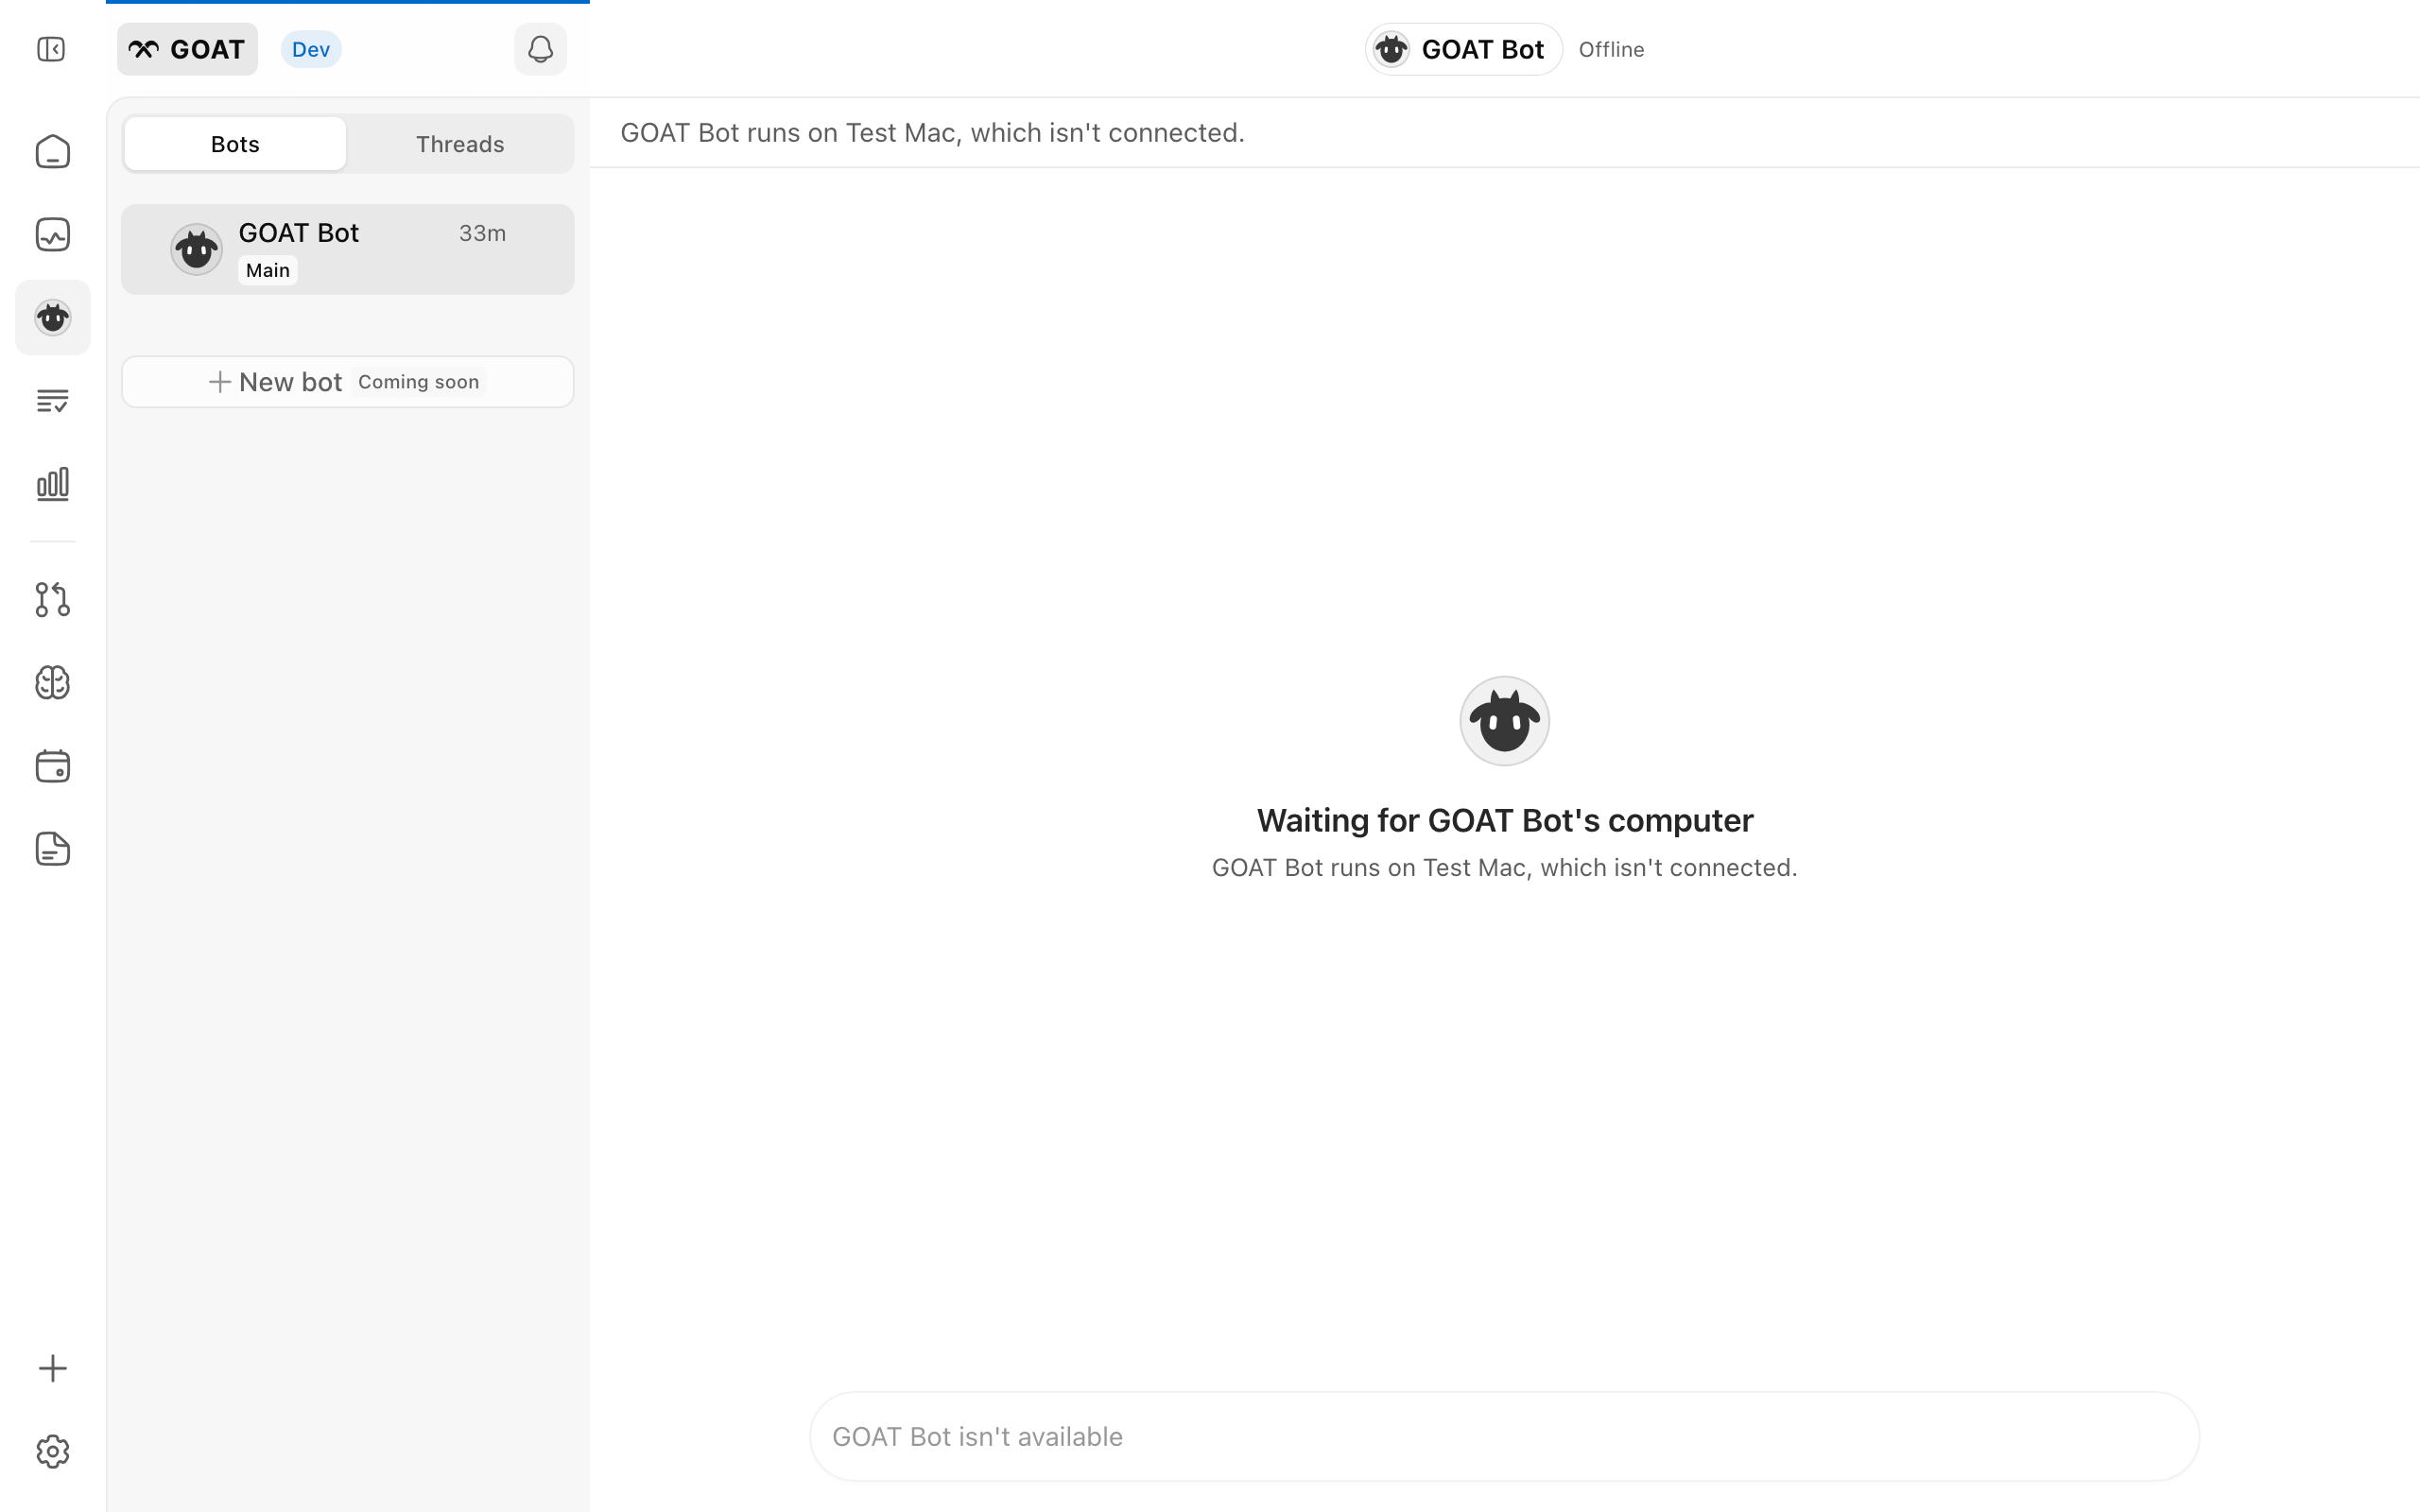 GOAT
Dev
GOAT Bot
Offline
Bots
Threads
GOAT Bot runs on Test Mac, which isn't connected.
GOAT Bot
33m
Main
New bot
Coming soon
Waiting for GOAT Bot's computer
GOAT Bot runs on Test Mac, which isn't connected.
GOAT Bot isn't available